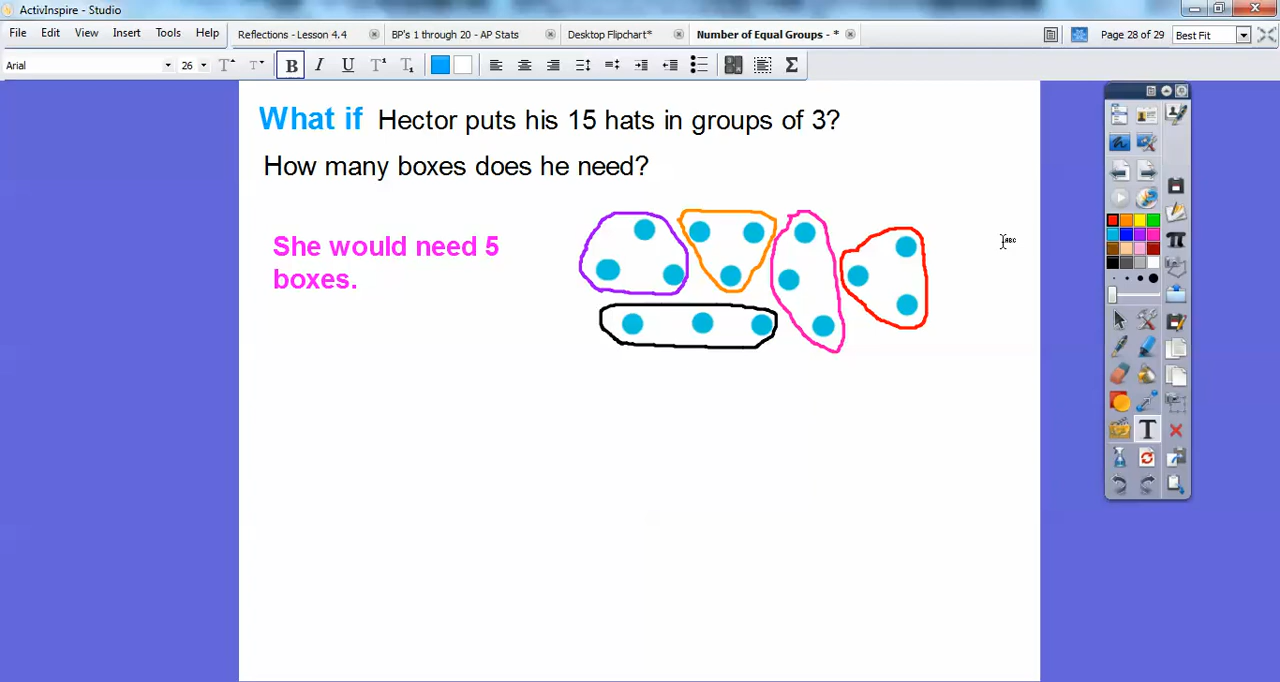 ActivInspire - Studio
File Edit View Insert Tools Help
Reflections - Lesson 4.4
BP's 1 through 20 - AP Stats
Desktop Flipchart*
Number of Equal Groups - *
Page 28 of 29
Best Fit
Arial
26
B I U T T
What if Hector puts his 15 hats in groups of 3?
How many boxes does he need?
She would need 5
boxes.
ABC